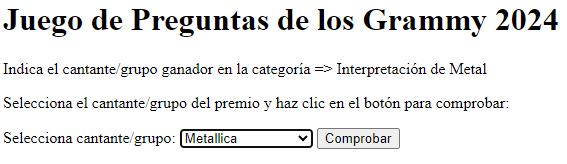 Juego de Preguntas de los Grammy 2024
Indica el cantante/grupo ganador en la categoría => Interpretación de Metal
Selecciona el cantante/grupo del premio y haz clic en el botón para comprobar:
Selecciona cantante/grupo: Metallica Comprobar